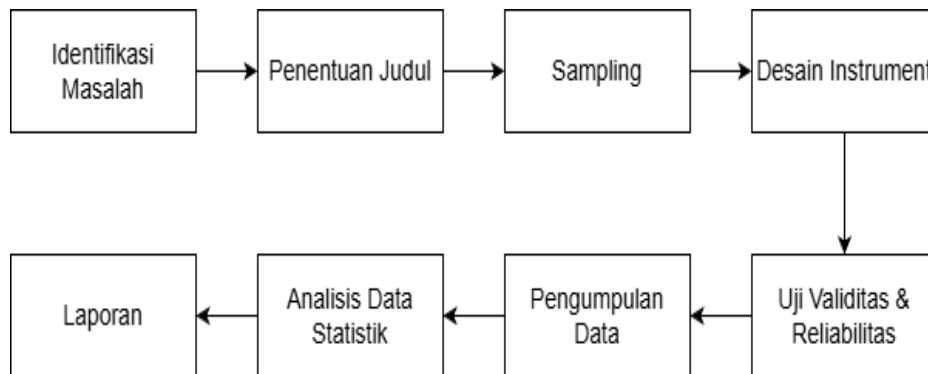 Identifikasi
Masalah
Penentuan Judul
Sampling
Desain Instrument
Uji Validitas &
Reliabilitas
Pengumpulan
Data
Analisis Data
Statistik
Laporan